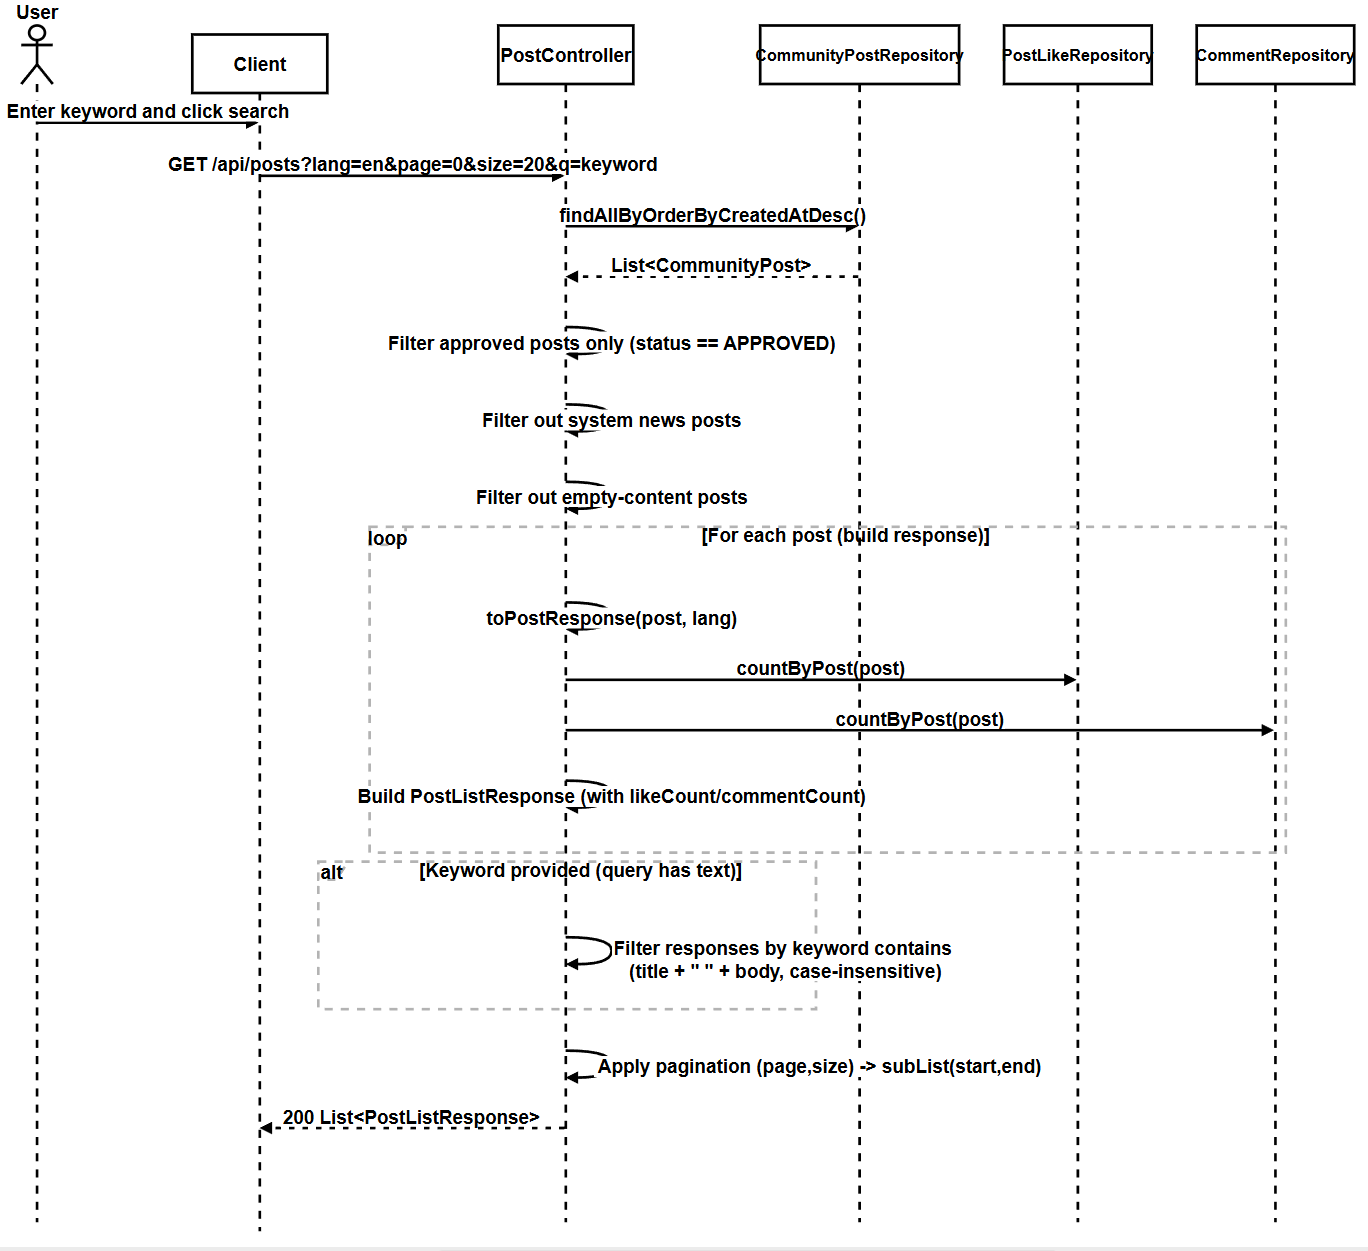 User
Client
PostController
CommunityPostRepository
PostLikeRepository
CommentRepository
Enter keyword and click search
GET /api/posts?lang=en&page=0&size=20&q=keyword
findAllByOrderByCreatedAtDesc()
List<CommunityPost>
Filter approved posts only (status == APPROVED)
Filter out system news posts
Filter out empty-content posts
loop
[For each post (build response)]
toPostResponse(post, lang)
countByPost(post)
countByPost(post)
Build PostListResponse (with likeCount/commentCount)
alt
[Keyword provided (query has text)]
Filter responses by keyword contains
(title + " " + body, case-insensitive)
Apply pagination (page,size) -> subList(start,end)
200 List<PostListResponse>